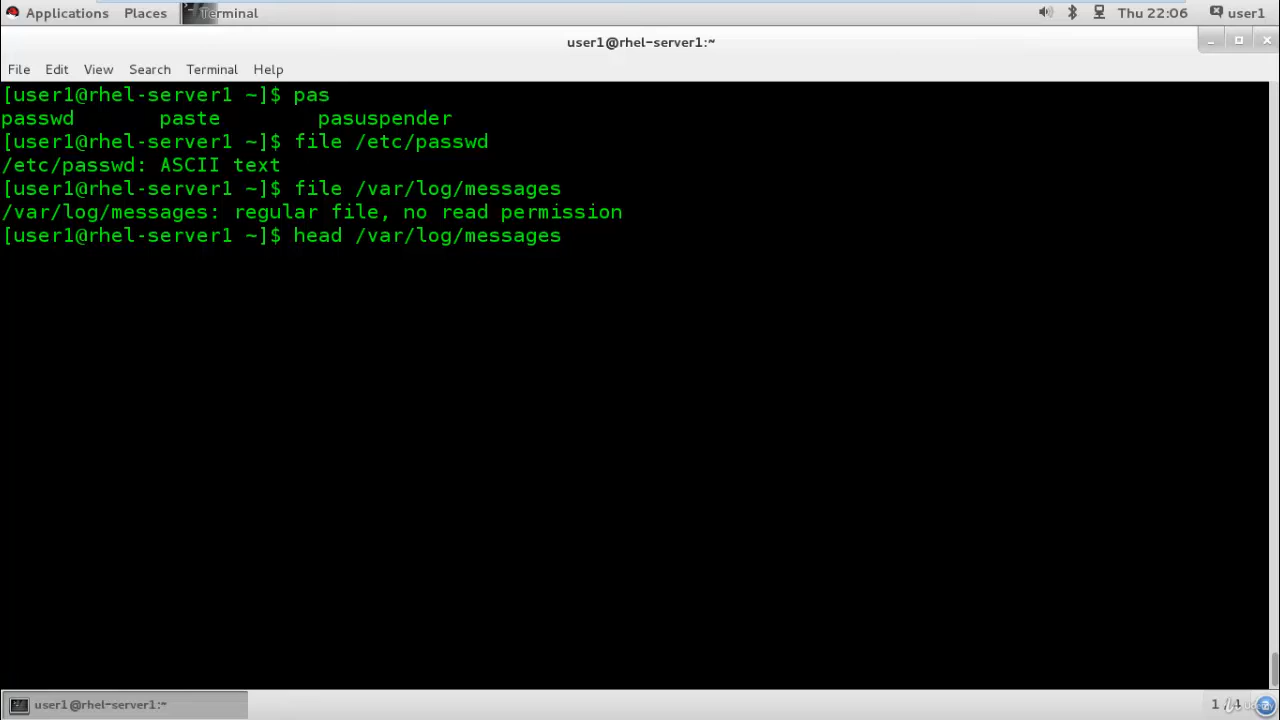 Applications Places Terminal Thu 22:06 user1
user1@rhel-server1:~
File Edit View Search Terminal Help
[user1@rhel-server1 ~]$ pas
passwd paste pasuspender
[user1@rhel-server1 ~]$ file /etc/passwd
/etc/passwd: ASCII text
[user1@rhel-server1 ~]$ file /var/log/messages
/var/log/messages: regular file, no read permission
[user1@rhel-server1 ~]$ head /var/log/messages
user1@rhel-server1:~